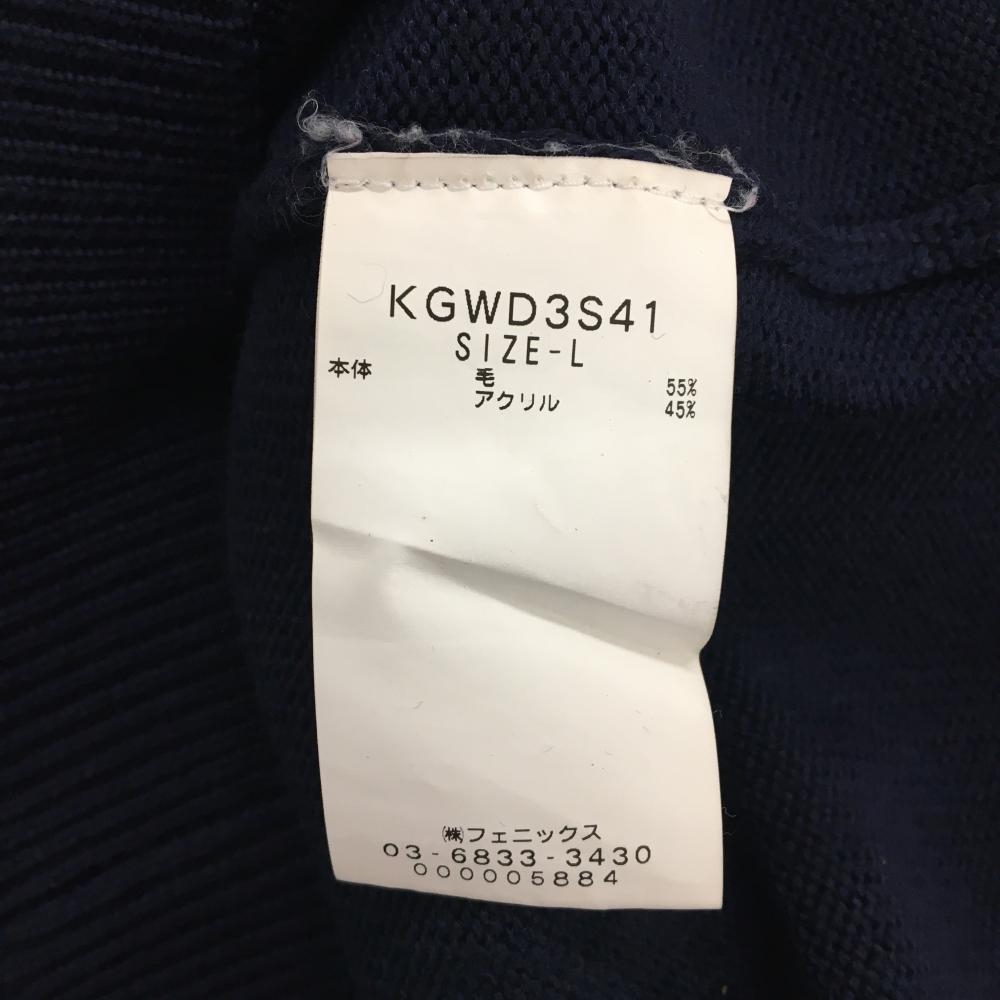 KGWD3S41
SIZE-L
本体 毛 55%
アクリル 45%
㈱フェニックス
03-6833-3430
000005884